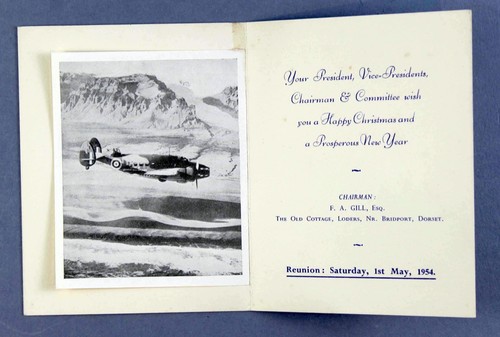 Your President, Vice-Presidents,
Chairman & Committee wish
you a Happy Christmas and
a Prosperous New Year
CHAIRMAN :
F. A. GILL, ESQ.
THE OLD COTTAGE, LODERS, NR. BRIDPORT, DORSET.
Reunion: Saturday, 1st May, 1954.